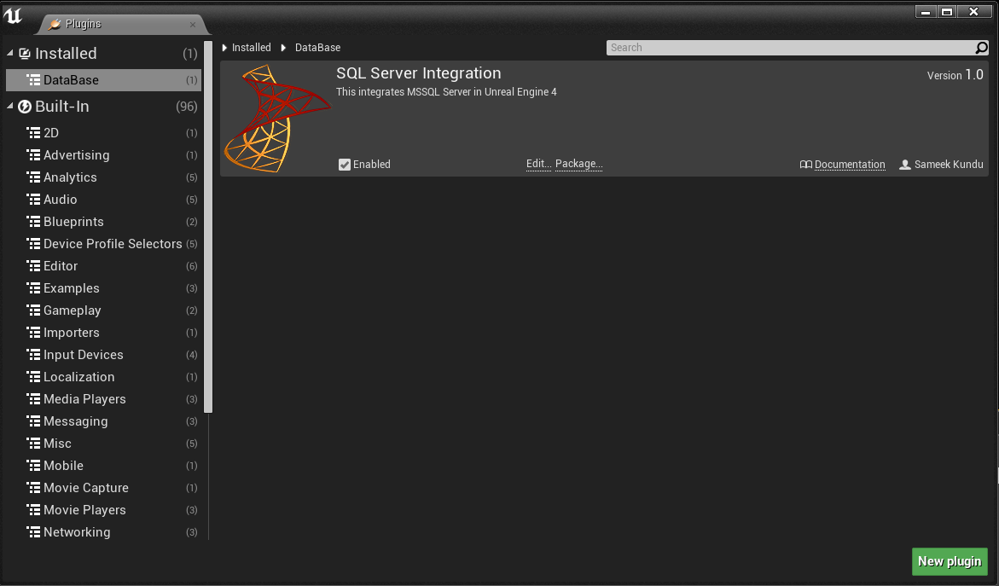 Plugins
Installed (1)
DataBase (1)
Built-In (96)
2D (1)
Advertising (1)
Analytics (5)
Audio (5)
Blueprints (2)
Device Profile Selectors (5)
Editor (6)
Examples (3)
Gameplay (2)
Importers (1)
Input Devices (4)
Localization (1)
Media Players (3)
Messaging (3)
Misc (5)
Mobile (1)
Movie Capture (1)
Movie Players (3)
Networking (3)
Installed DataBase
Search
SQL Server Integration
Version 1.0
This integrates MSSQL Server in Unreal Engine 4
Enabled Edit... Package... Documentation Sameek Kundu
New plugin